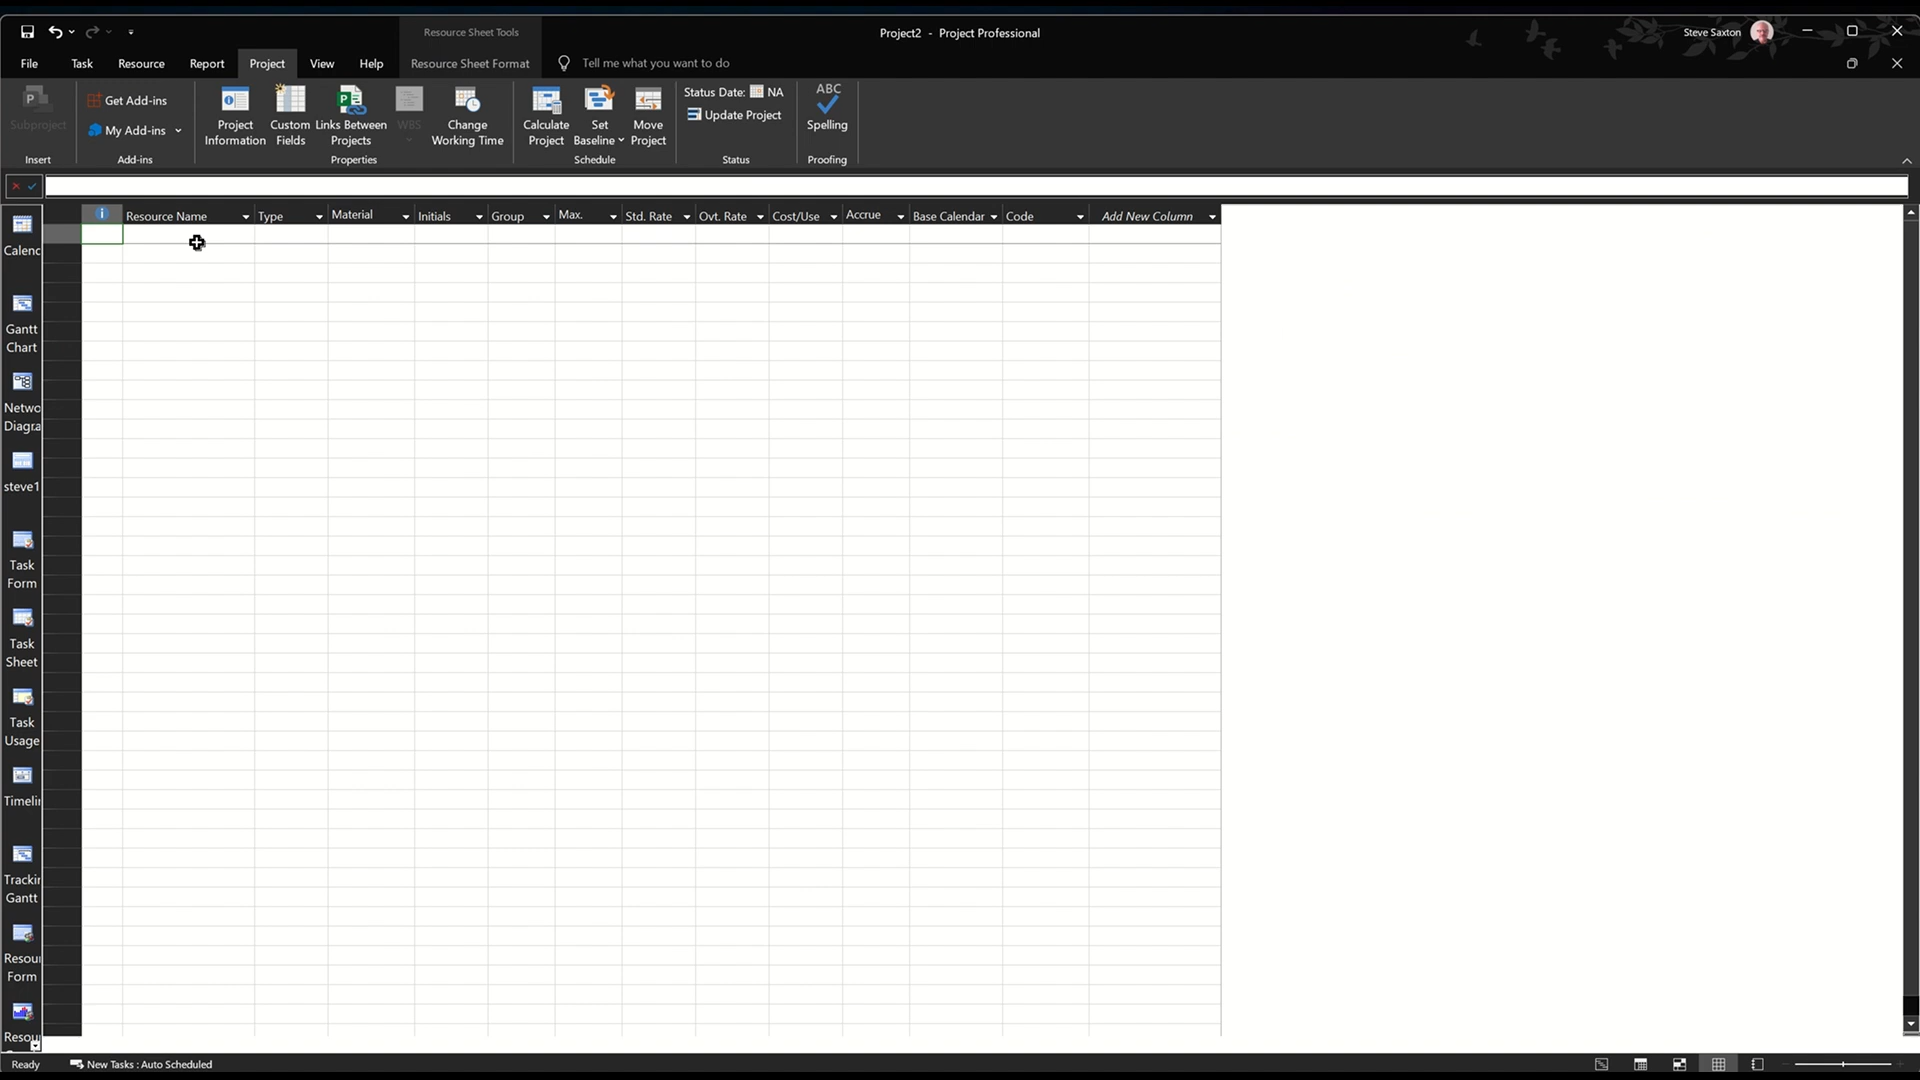 Resource Sheet Tools
Project2 - Project Professional
Steve Saxton
File
Task
Resource
Report
Project
View
Help
Resource Sheet Format
Tell me what you want to do
P
Subproject
Insert
Get Add-ins
My Add-ins
Add-ins
Project
Information
Custom
Fields
Links Between
Projects
WBS
Change
Working Time
Properties
Calculate
Project
Set
Baseline
Move
Project
Schedule
Status Date: NA
Update Project
Status
ABC
Spelling
Proofing
Resource Name
Type
Material
Initials
Group
Max.
Std. Rate
Ovt. Rate
Cost/Use
Accrue
Base Calendar
Code
Add New Column
Calenc
Gantt
Chart
Netwo
Diagra
steve1
Task
Form
Task
Sheet
Task
Usage
Timeli
Trackin
Gantt
Resou
Form
Resou
Ready
New Tasks : Auto Scheduled